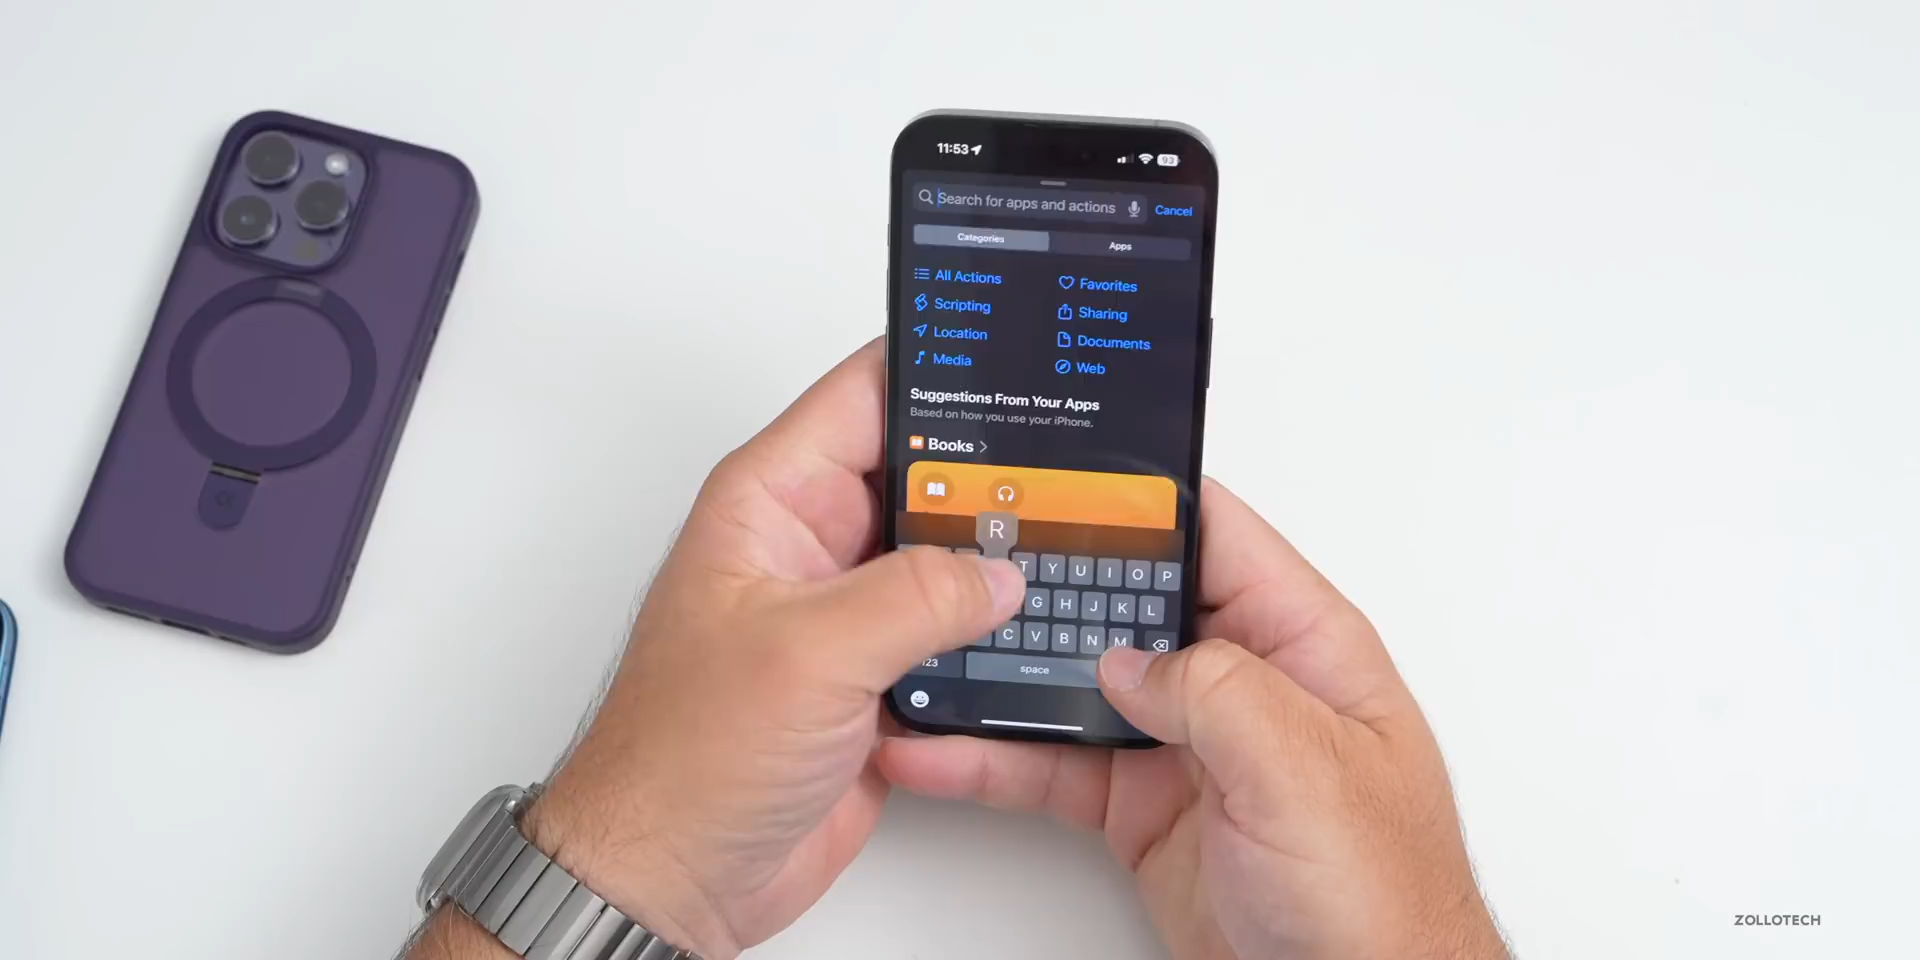 11:53
93
Search for apps and actions
Cancel
Categories
Apps
All Actions
Favorites
Scripting
Sharing
Location
Documents
Media
Web
Suggestions From Your Apps
Based on how you use your iPhone.
Books
R
T Y U I O P
G H J K L
C V B N M
123
space
ZOLLOTECH